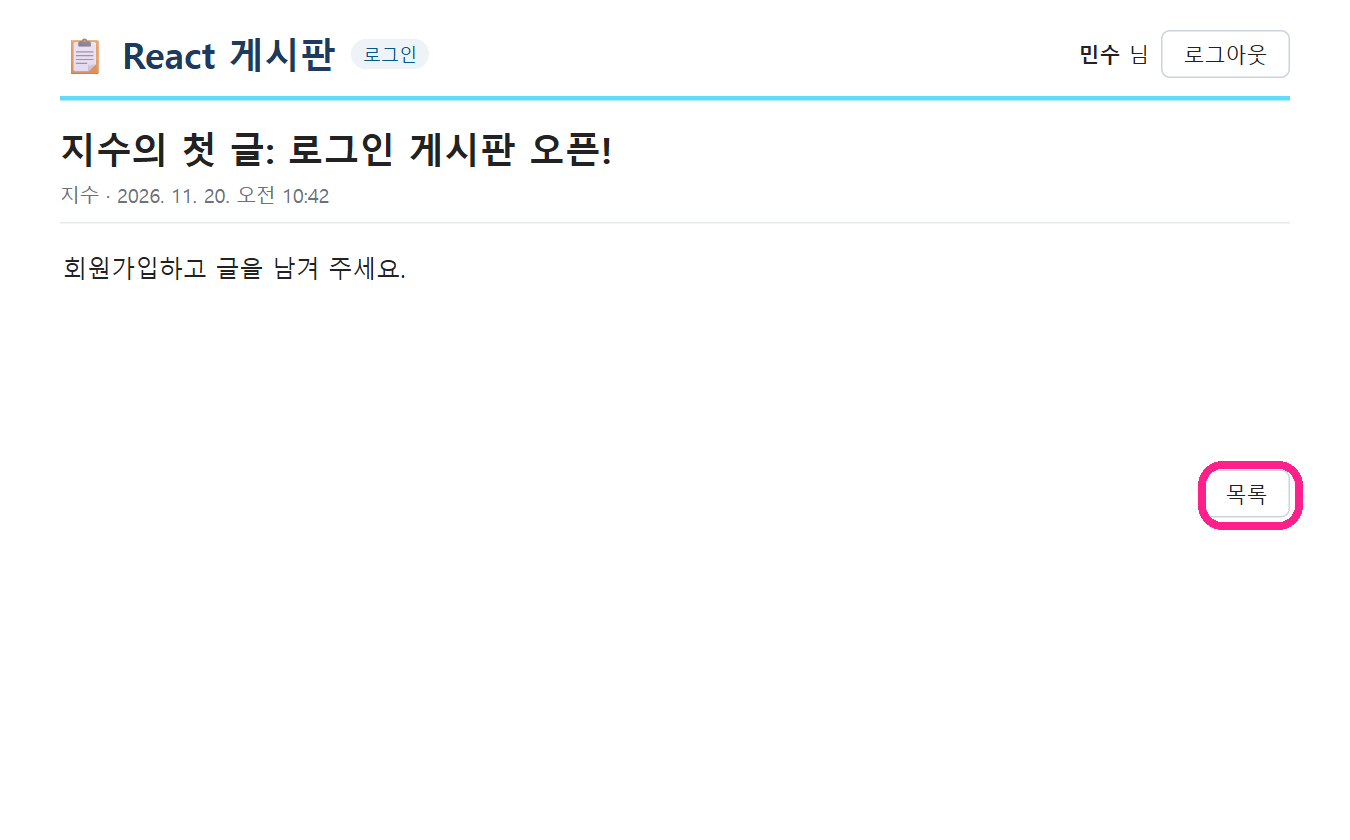 React 게시판 로그인 민수 님 로그아웃
지수의 첫 글: 로그인 게시판 오픈!
지수 · 2026. 11. 20. 오전 10:42
회원가입하고 글을 남겨 주세요.
목록